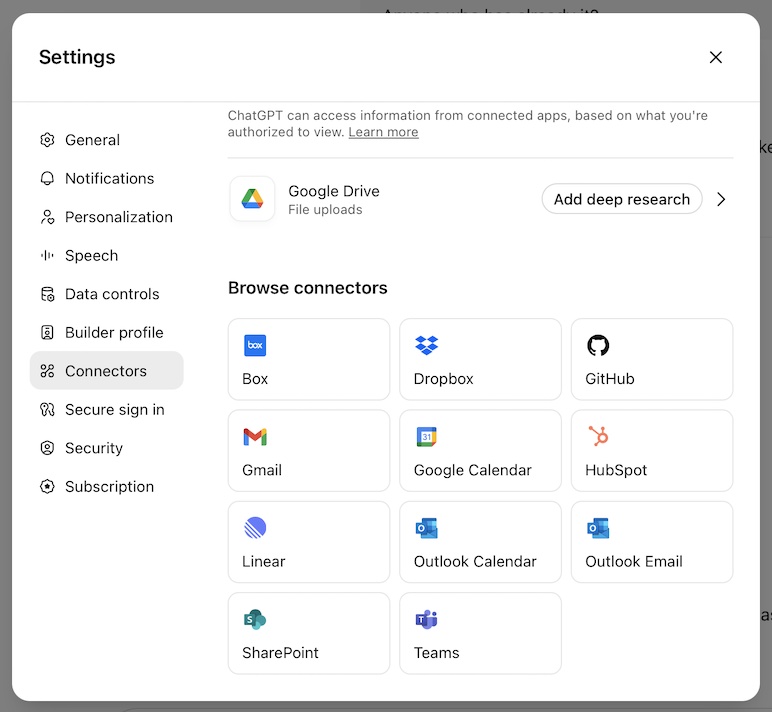 Settings
General
Notifications
Personalization
Speech
Data controls
Builder profile
Connectors
Secure sign in
Security
Subscription
ChatGPT can access information from connected apps, based on what you're
authorized to view. Learn more
Google Drive
File uploads
Add deep research
Browse connectors
box
Box
Dropbox
GitHub
Gmail
31
Google Calendar
HubSpot
Linear
O
Outlook Calendar
O
Outlook Email
S
SharePoint
T
Teams